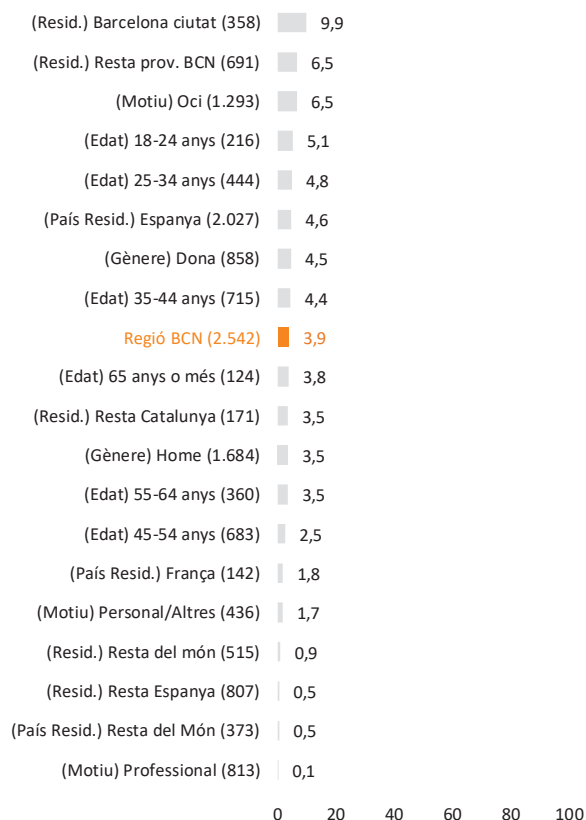 (Resid.) Barcelona ciutat (358) 9,9
(Resid.) Resta prov. BCN (691) 6,5
(Motiu) Oci (1.293) 6,5
(Edat) 18-24 anys (216) 5,1
(Edat) 25-34 anys (444) 4,8
(País Resid.) Espanya (2.027) 4,6
(Gènere) Dona (858) 4,5
(Edat) 35-44 anys (715) 4,4
Regió BCN (2.542) 3,9
(Edat) 65 anys o més (124) 3,8
(Resid.) Resta Catalunya (171) 3,5
(Gènere) Home (1.684) 3,5
(Edat) 55-64 anys (360) 3,5
(Edat) 45-54 anys (683) 2,5
(País Resid.) França (142) 1,8
(Motiu) Personal/Altres (436) 1,7
(Resid.) Resta del món (515) 0,9
(Resid.) Resta Espanya (807) 0,5
(País Resid.) Resta del Món (373) 0,5
(Motiu) Professional (813) 0,1
0 20 40 60 80 100